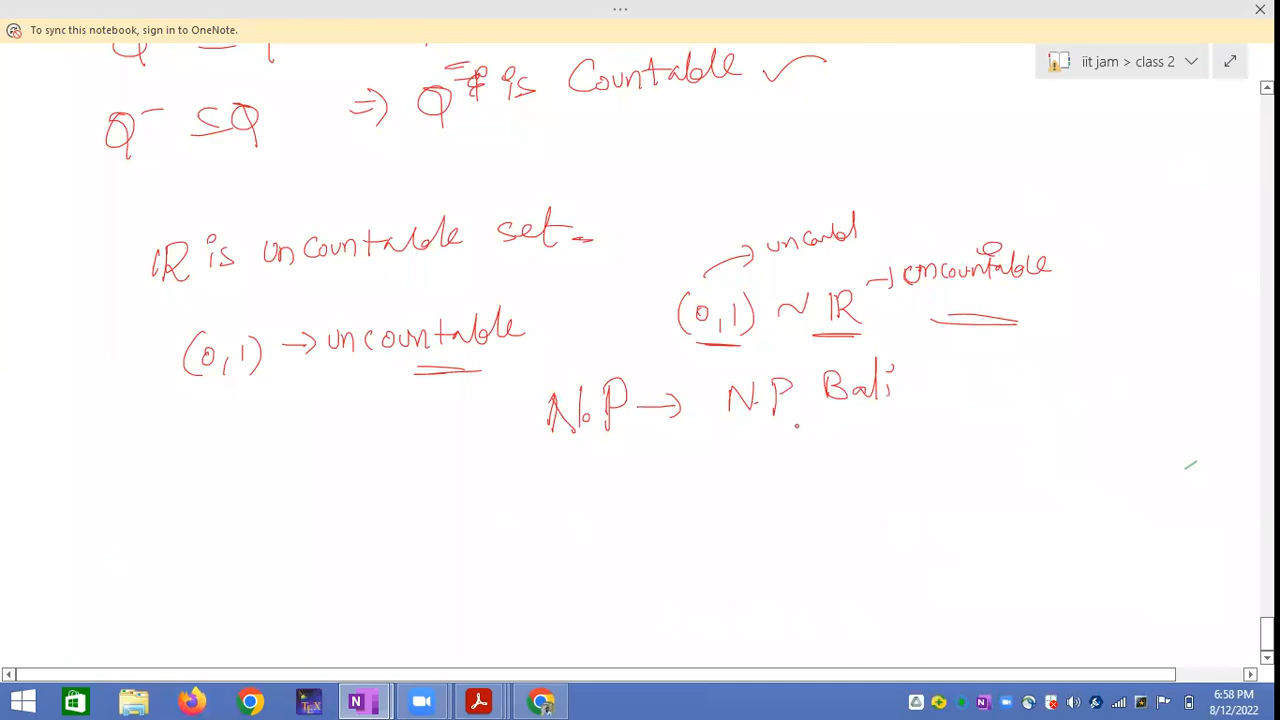 To sync this notebook, sign in to OneNote.
iit jam > class 2
Q⁻ ⊆ Q ⇒ Q is Countable ✓
ℝ is uncountable set
(0,1) → uncountable
(0,1) ~ ℝ → uncountable
N.P → N.P Bali
6:58 PM
8/12/2022